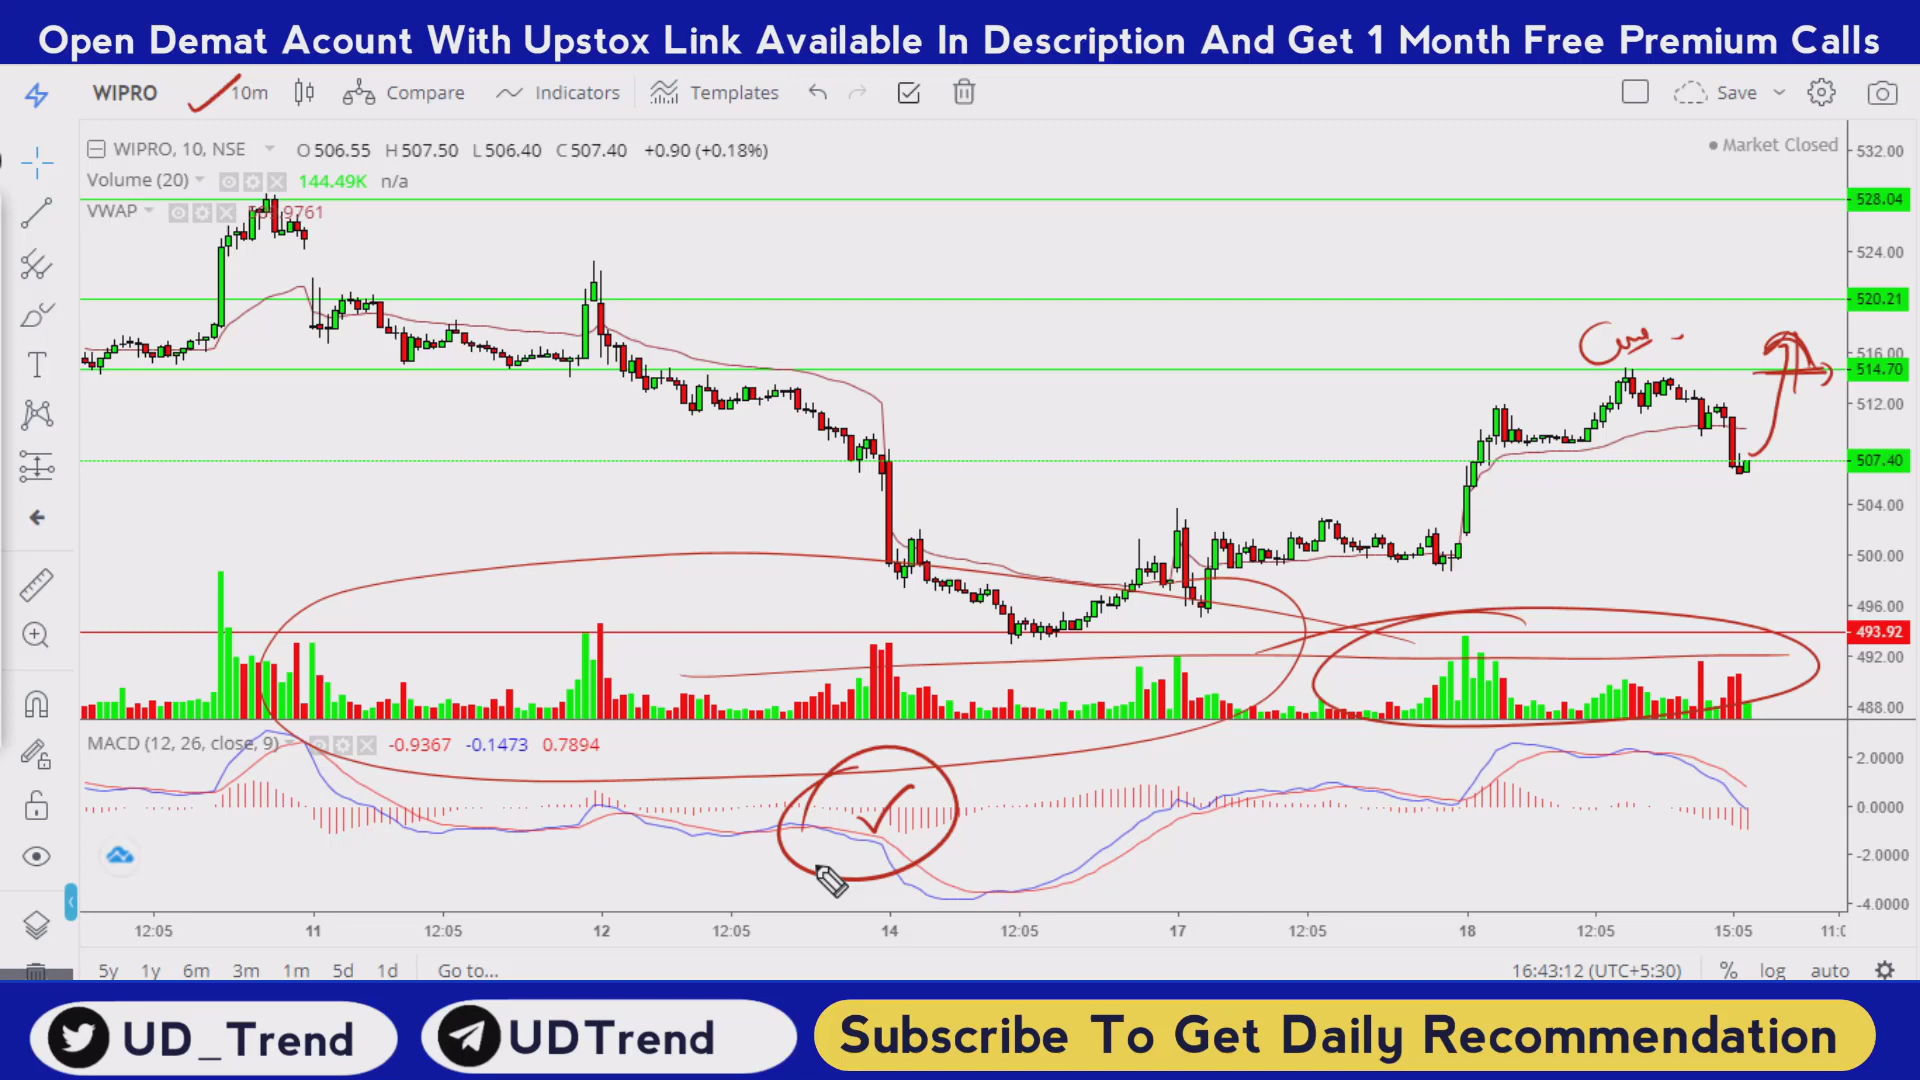 Open Demat Acount With Upstox Link Available In Description And Get 1 Month Free Premium Calls
WIPRO 10m Compare Indicators Templates Save
WIPRO, 10, NSE O506.55 H507.50 L506.40 C507.40 +0.90 (+0.18%) Market Closed
Volume (20) 144.49K n/a
VWAP
532.00
528.04
524.00
520.21
516.00
514.70
512.00
507.40
504.00
500.00
496.00
493.92
492.00
488.00
MACD (12, 26, close, 9) -0.9367 -0.1473 0.7894
2.0000
0.0000
-2.0000
-4.0000
12:05 11 12:05 12 12:05 14 12:05 17 12:05 18 12:05 15:05
5y 1y 6m 3m 1m 5d 1d Go to... 16:43:12 (UTC+5:30) % log auto
UD_Trend UDTrend Subscribe To Get Daily Recommendation